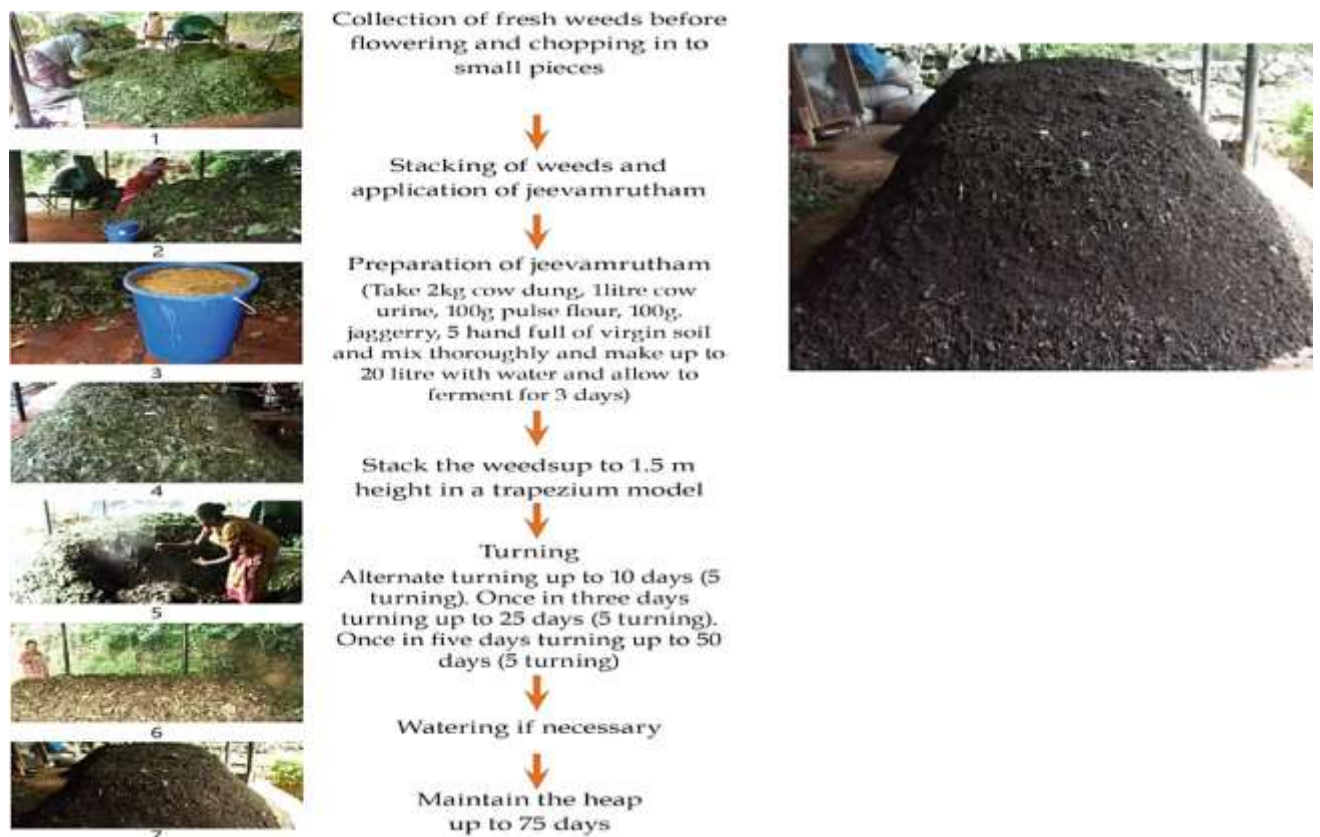 Collection of fresh weeds before
flowering and chopping in to
small pieces
1
Stacking of weeds and
application of jeevamrutham
2
Preparation of jeevamrutham
(Take 2kg cow dung, 1litre cow
urine, 100g pulse flour, 100g.
jaggerry, 5 hand full of virgin soil
and mix thoroughly and make up to
20 litre with water and allow to
ferment for 3 days)
3
Stack the weedsup to 1.5 m
height in a trapezium model
4
Turning
Alternate turning up to 10 days (5
turning). Once in three days
turning up to 25 days (5 turning).
Once in five days turning up to 50
days (5 turning)
5
Watering if necessary
6
Maintain the heap
up to 75 days
7